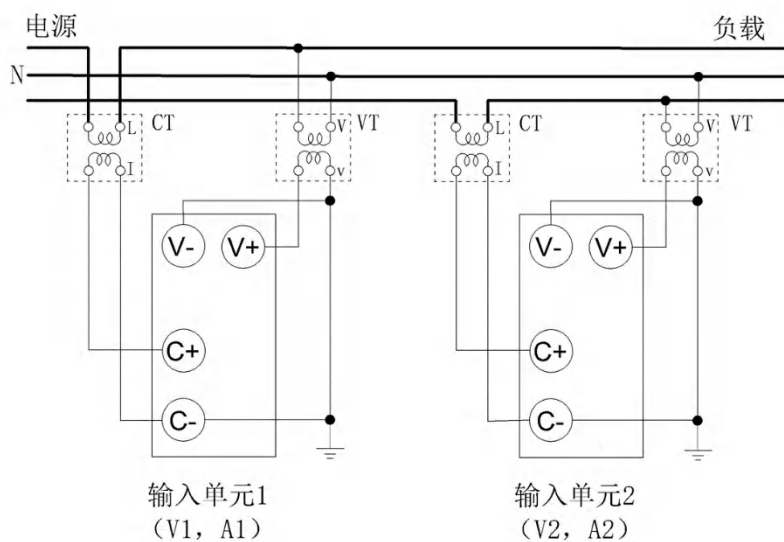 电源
负载
N
L CT
V VT
L CT
V VT
I
v
I
v
V-
V+
V-
V+
C+
C+
C-
C-
输入单元1
输入单元2
(V1, A1)
(V2, A2)